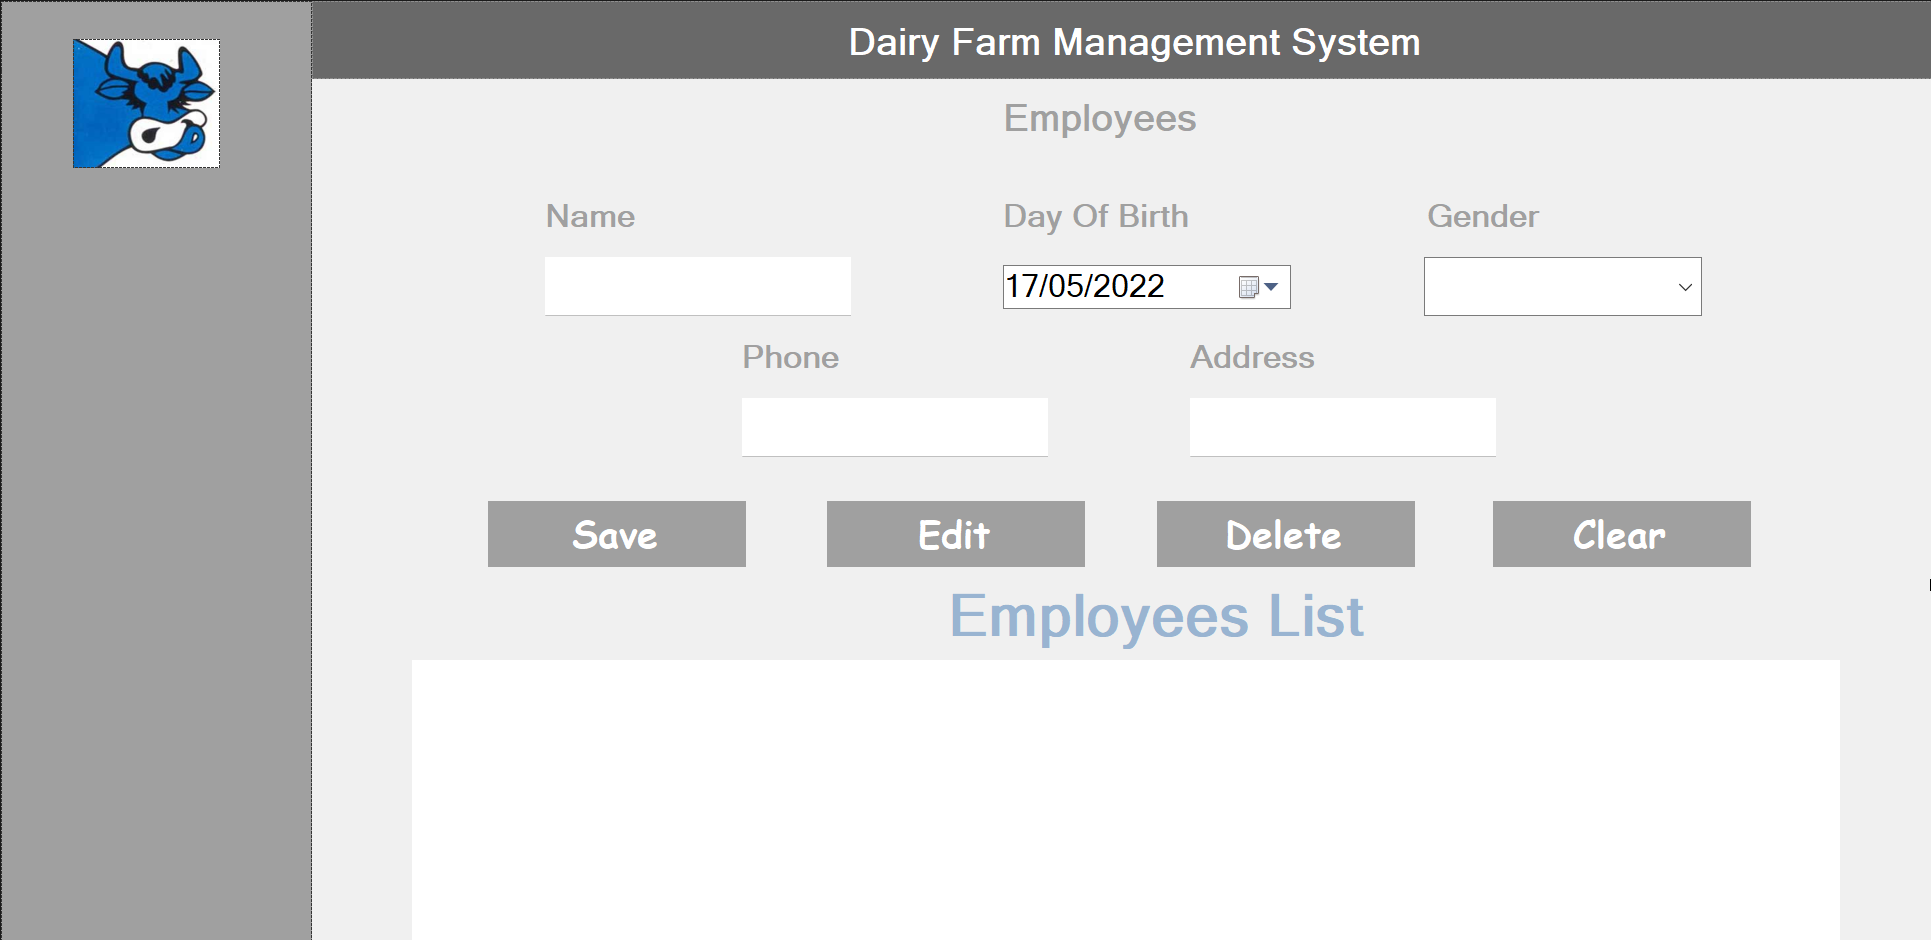 Dairy Farm Management System
Employees
Name Day Of Birth Gender
17/05/2022
Phone Address
Save Edit Delete Clear
Employees List